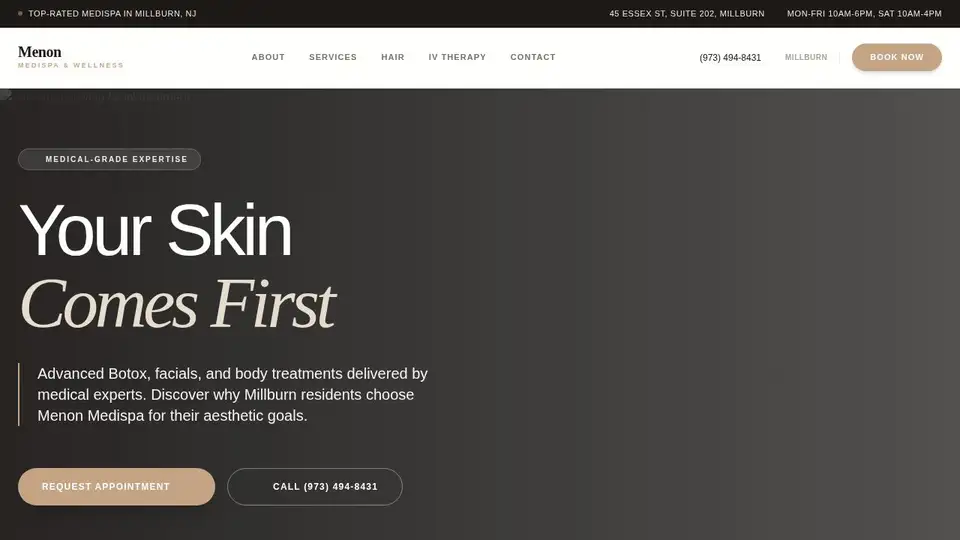 TOP-RATED MEDISPA IN MILLBURN, NJ
45 ESSEX ST, SUITE 202, MILLBURN
MON-FRI 10AM-6PM, SAT 10AM-4PM
Menon
MEDISPA & WELLNESS
ABOUT
SERVICES
HAIR
IV THERAPY
CONTACT
(973) 494-8431
MILLBURN
BOOK NOW
MEDICAL-GRADE EXPERTISE
Your Skin
Comes First
Advanced Botox, facials, and body treatments delivered by
medical experts. Discover why Millburn residents choose
Menon Medispa for their aesthetic goals.
REQUEST APPOINTMENT
CALL (973) 494-8431